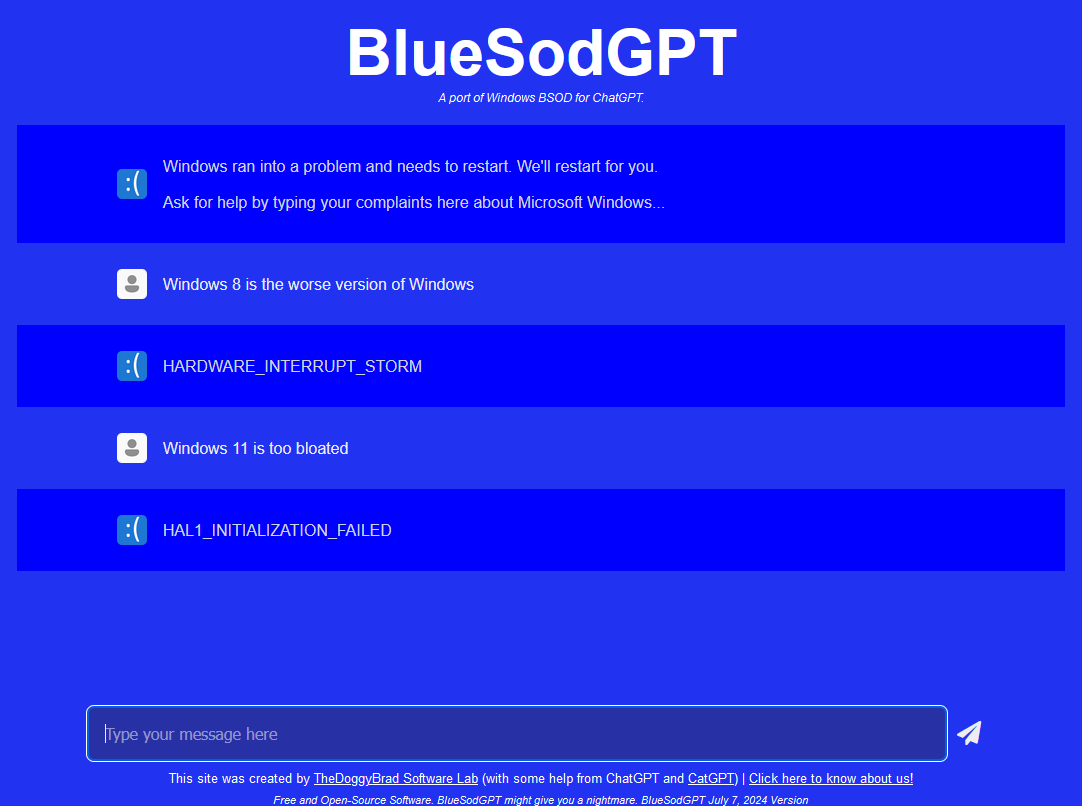 BlueSodGPT
A port of Windows BSOD for ChatGPT.
:( Windows ran into a problem and needs to restart. We'll restart for you.
Ask for help by typing your complaints here about Microsoft Windows...
Windows 8 is the worse version of Windows
:( HARDWARE_INTERRUPT_STORM
Windows 11 is too bloated
:( HAL1_INITIALIZATION_FAILED
Type your message here
This site was created by TheDoggyBrad Software Lab (with some help from ChatGPT and CatGPT) | Click here to know about us!
Free and Open-Source Software. BlueSodGPT might give you a nightmare. BlueSodGPT July 7, 2024 Version